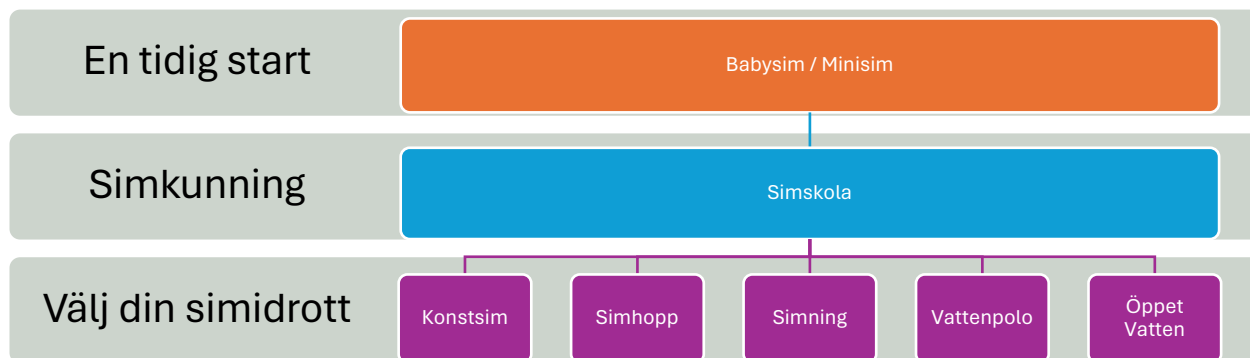 En tidig start
Babysim / Minisim
Simkunning
Simskola
Välj din simidrott
Konstsim
Simhopp
Simning
Vattenpolo
Öppet
Vatten